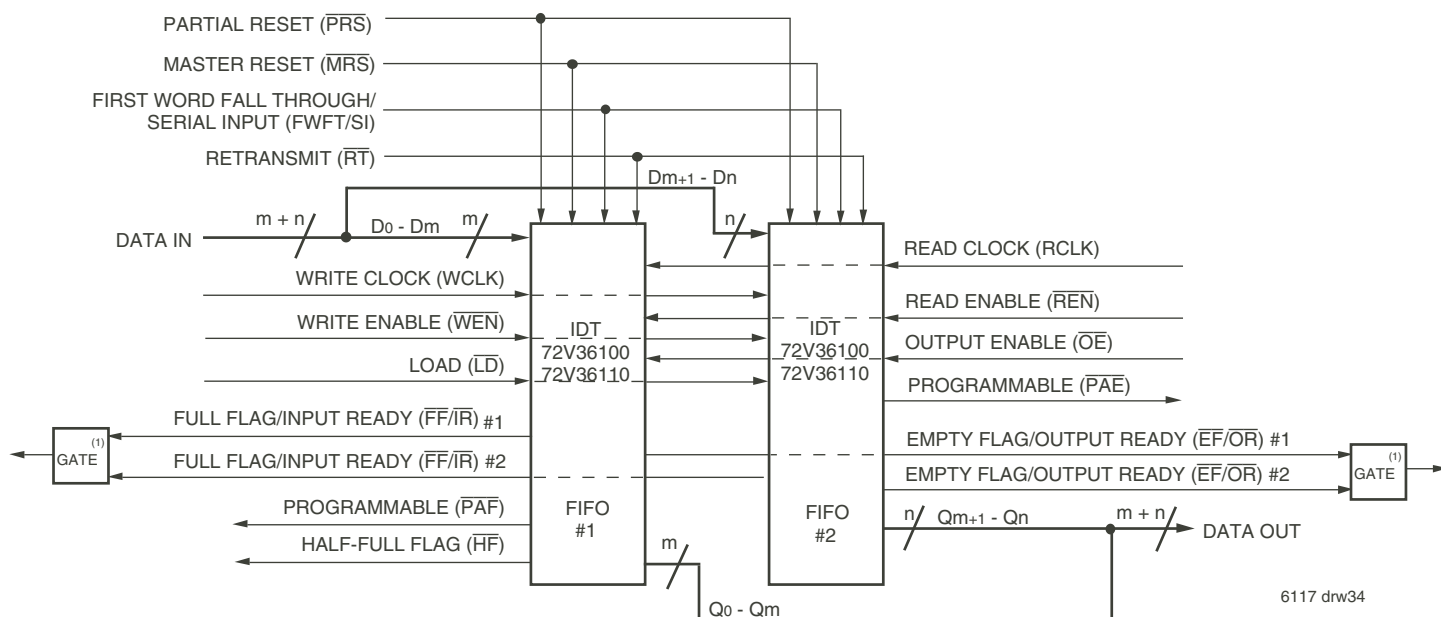 PARTIAL RESET (PRS)
MASTER RESET (MRS)
FIRST WORD FALL THROUGH/
SERIAL INPUT (FWFT/SI)
RETRANSMIT (RT)
Dm+1 - Dn
m + n
D0 - Dm
m
n
DATA IN
READ CLOCK (RCLK)
WRITE CLOCK (WCLK)
READ ENABLE (REN)
WRITE ENABLE (WEN)
IDT
72V36100
72V36110
IDT
72V36100
72V36110
OUTPUT ENABLE (OE)
LOAD (LD)
PROGRAMMABLE (PAE)
FULL FLAG/INPUT READY (FF/IR) #1
(1)
GATE
FULL FLAG/INPUT READY (FF/IR) #2
EMPTY FLAG/OUTPUT READY (EF/OR) #1
EMPTY FLAG/OUTPUT READY (EF/OR) #2
(1)
GATE
PROGRAMMABLE (PAF)
HALF-FULL FLAG (HF)
FIFO
#1
FIFO
#2
n
Qm+1 - Qn
m + n
DATA OUT
m
Q0 - Qm
6117 drw34